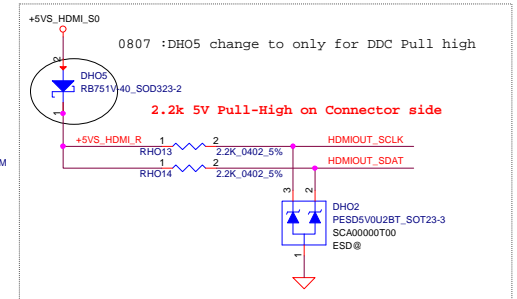 +5VS_HDMI_S0
0807 :DHO5 change to only for DDC Pull high
2
DHO5
RB751V-40_SOD323-2
1
2.2k 5V Pull-High on Connector side
+5VS_HDMI_R 1 2 HDMIOUT_SCLK
RHO13 2.2K_0402_5%
1 2 HDMIOUT_SDAT
RHO14 2.2K_0402_5%
M
3 2
DHO2
PESD5V0U2BT_SOT23-3
SCA00000T00
ESD@
1